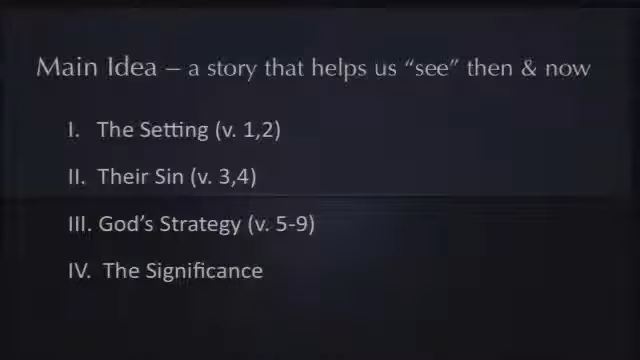 Main Idea – a story that helps us “see” then & now
I. The Setting (v. 1,2)
II. Their Sin (v. 3,4)
III. God’s Strategy (v. 5-9)
IV. The Significance